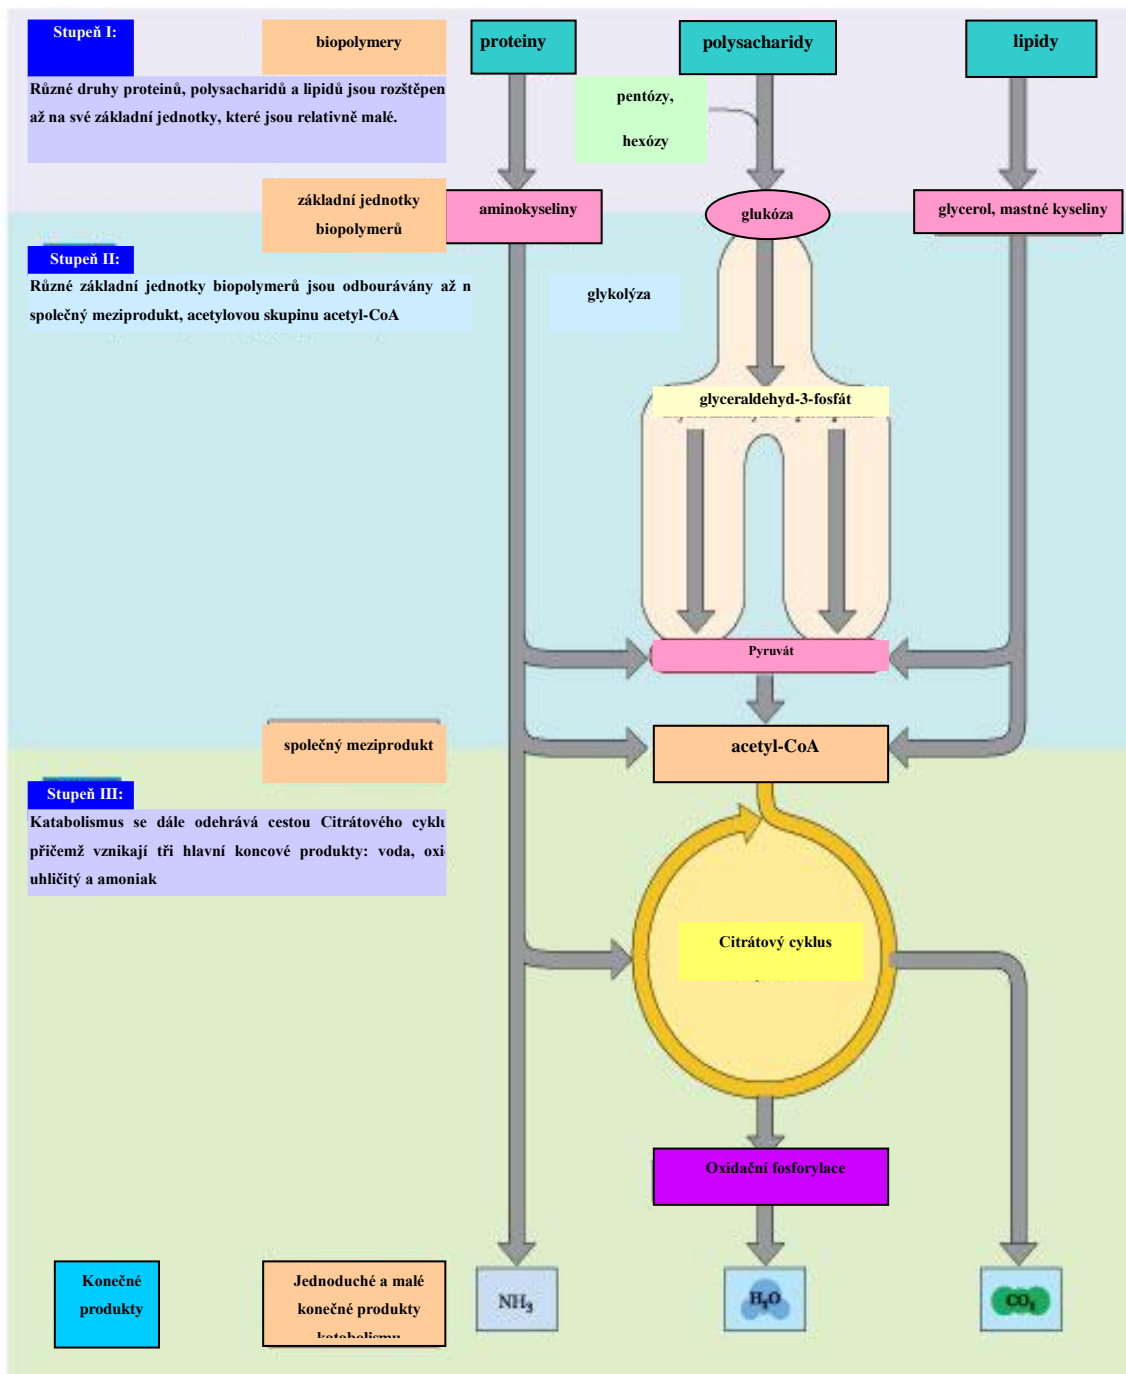 Stupeň I:
biopolymery
proteiny
polysacharidy
lipidy
Různé druhy proteinů, polysacharidů a lipidů jsou rozštěpen
až na své základní jednotky, které jsou relativně malé.
pentózy,
hexózy
základní jednotky
biopolymerů
aminokyseliny
glukóza
glycerol, mastné kyseliny
Stupeň II:
Různé základní jednotky biopolymerů jsou odbourávány až n
společný meziprodukt, acetylovou skupinu acetyl-CoA
glykolýza
glyceraldehyd-3-fosfát
Pyruvát
společný meziprodukt
acetyl-CoA
Stupeň III:
Katabolismus se dále odehrává cestou Citrátového cyklu
přičemž vznikají tři hlavní koncové produkty: voda, oxi
uhličitý a amoniak
Citrátový cyklus
Oxidační fosforylace
Konečné
produkty
Jednoduché a malé
konečné produkty
katabolismu
NH₃
H₂O
CO₂